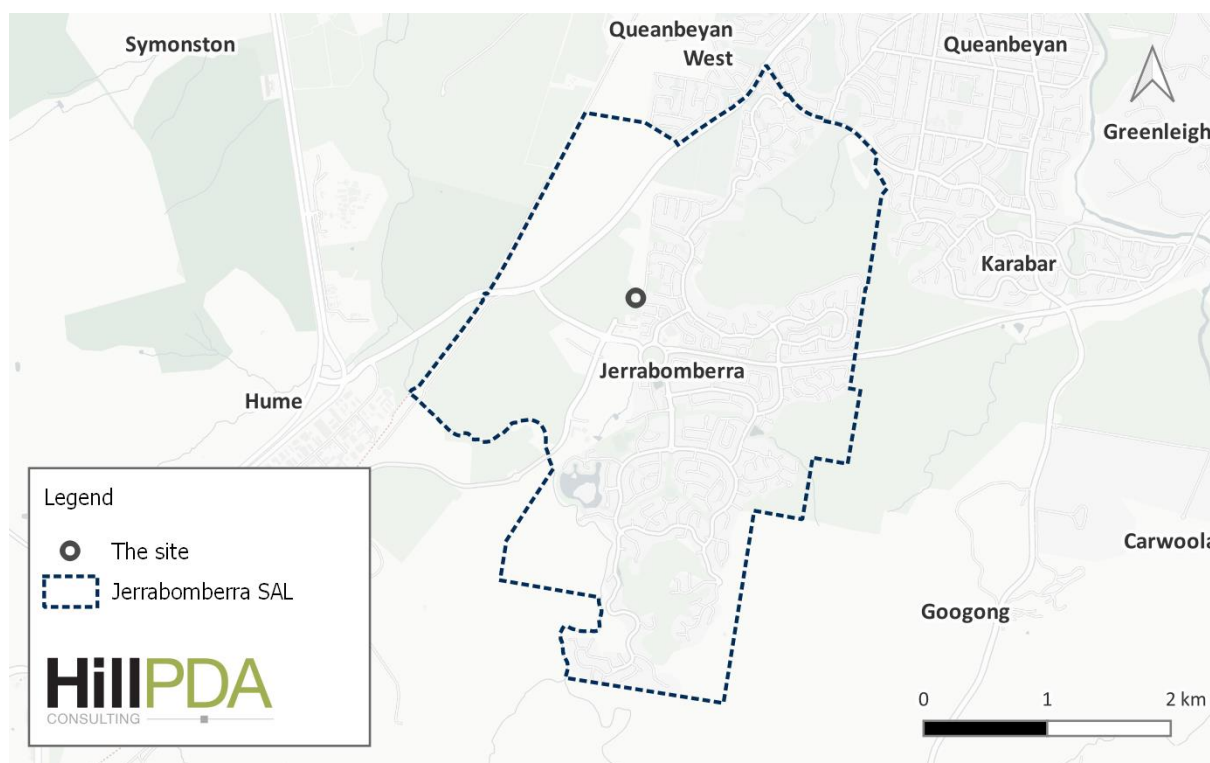 Symonston
Queanbeyan
West
Queanbeyan
Greenleigh
Karabar
Jerrabomberra
Hume
Carwoola
Googong
Legend
The site
Jerrabomberra SAL
HillPDA
CONSULTING
0 1 2 km